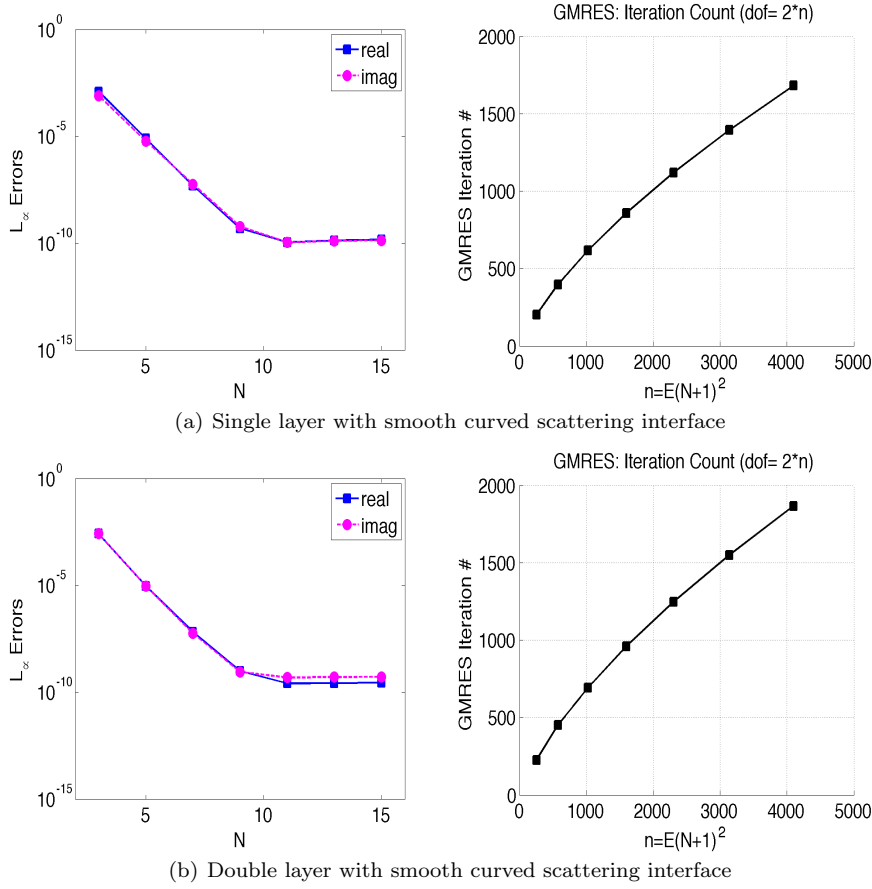 10^0
10^-5
10^-10
10^-15
5
10
15
N
L_∝ Errors
real
imag
GMRES: Iteration Count (dof= 2*n)
2000
1500
1000
500
0
0
1000
2000
3000
4000
5000
GMRES Iteration #
n=E(N+1)^2
(a) Single layer with smooth curved scattering interface
10^0
10^-5
10^-10
10^-15
5
10
15
N
L_∝ Errors
real
imag
GMRES: Iteration Count (dof= 2*n)
2000
1500
1000
500
0
0
1000
2000
3000
4000
5000
GMRES Iteration #
n=E(N+1)^2
(b) Double layer with smooth curved scattering interface